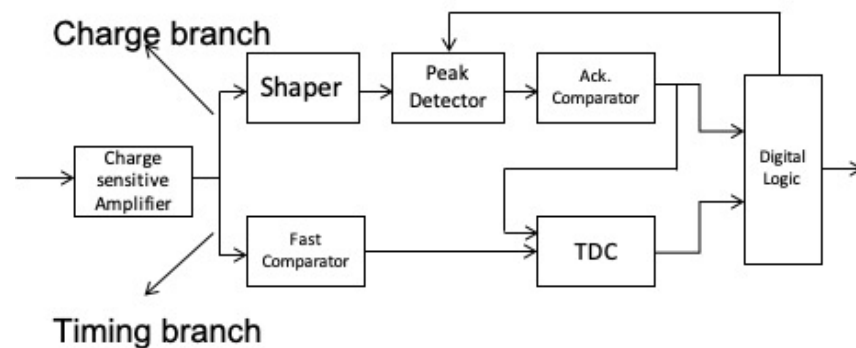 Charge branch
Shaper
Peak
Detector
Ack.
Comparator
Charge
sensitive
Amplifier
Digital
Logic
Fast
Comparator
TDC
Timing branch